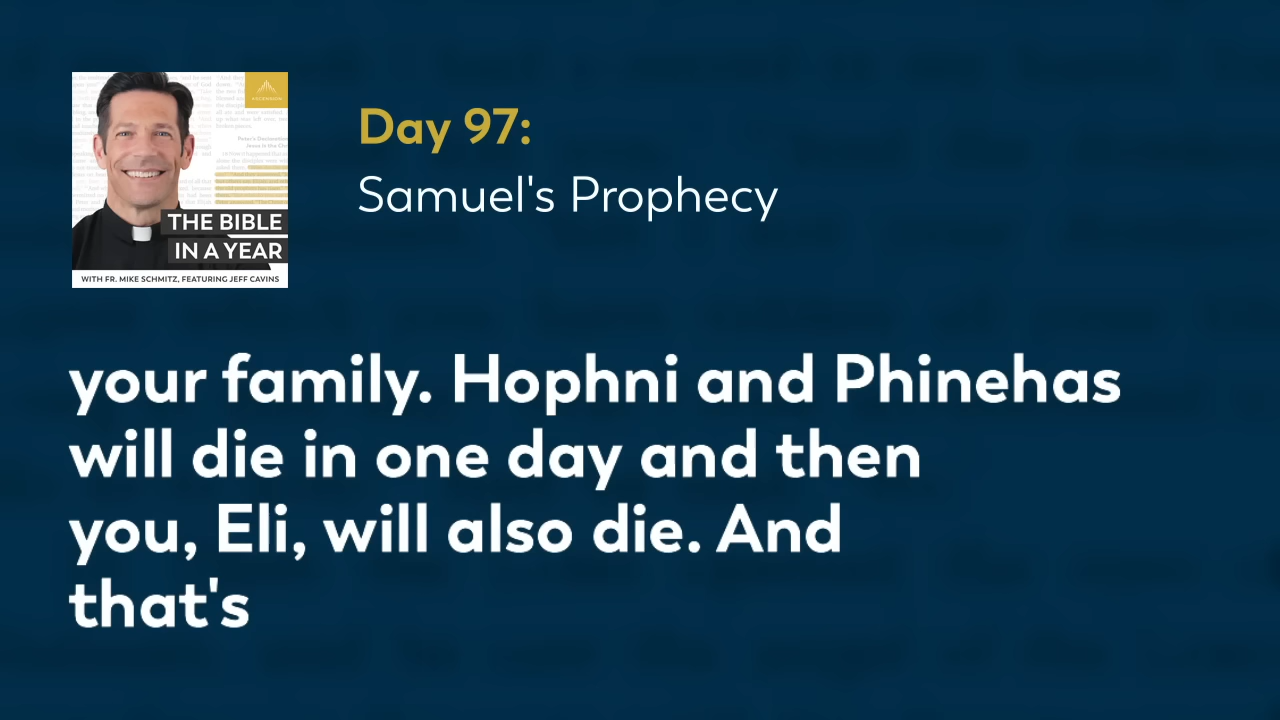 ASCENSION
THE BIBLE
IN A YEAR
WITH FR. MIKE SCHMITZ, FEATURING JEFF CAVINS
Day 97:
Samuel's Prophecy
your family. Hophni and Phinehas
will die in one day and then
you, Eli, will also die. And
that's